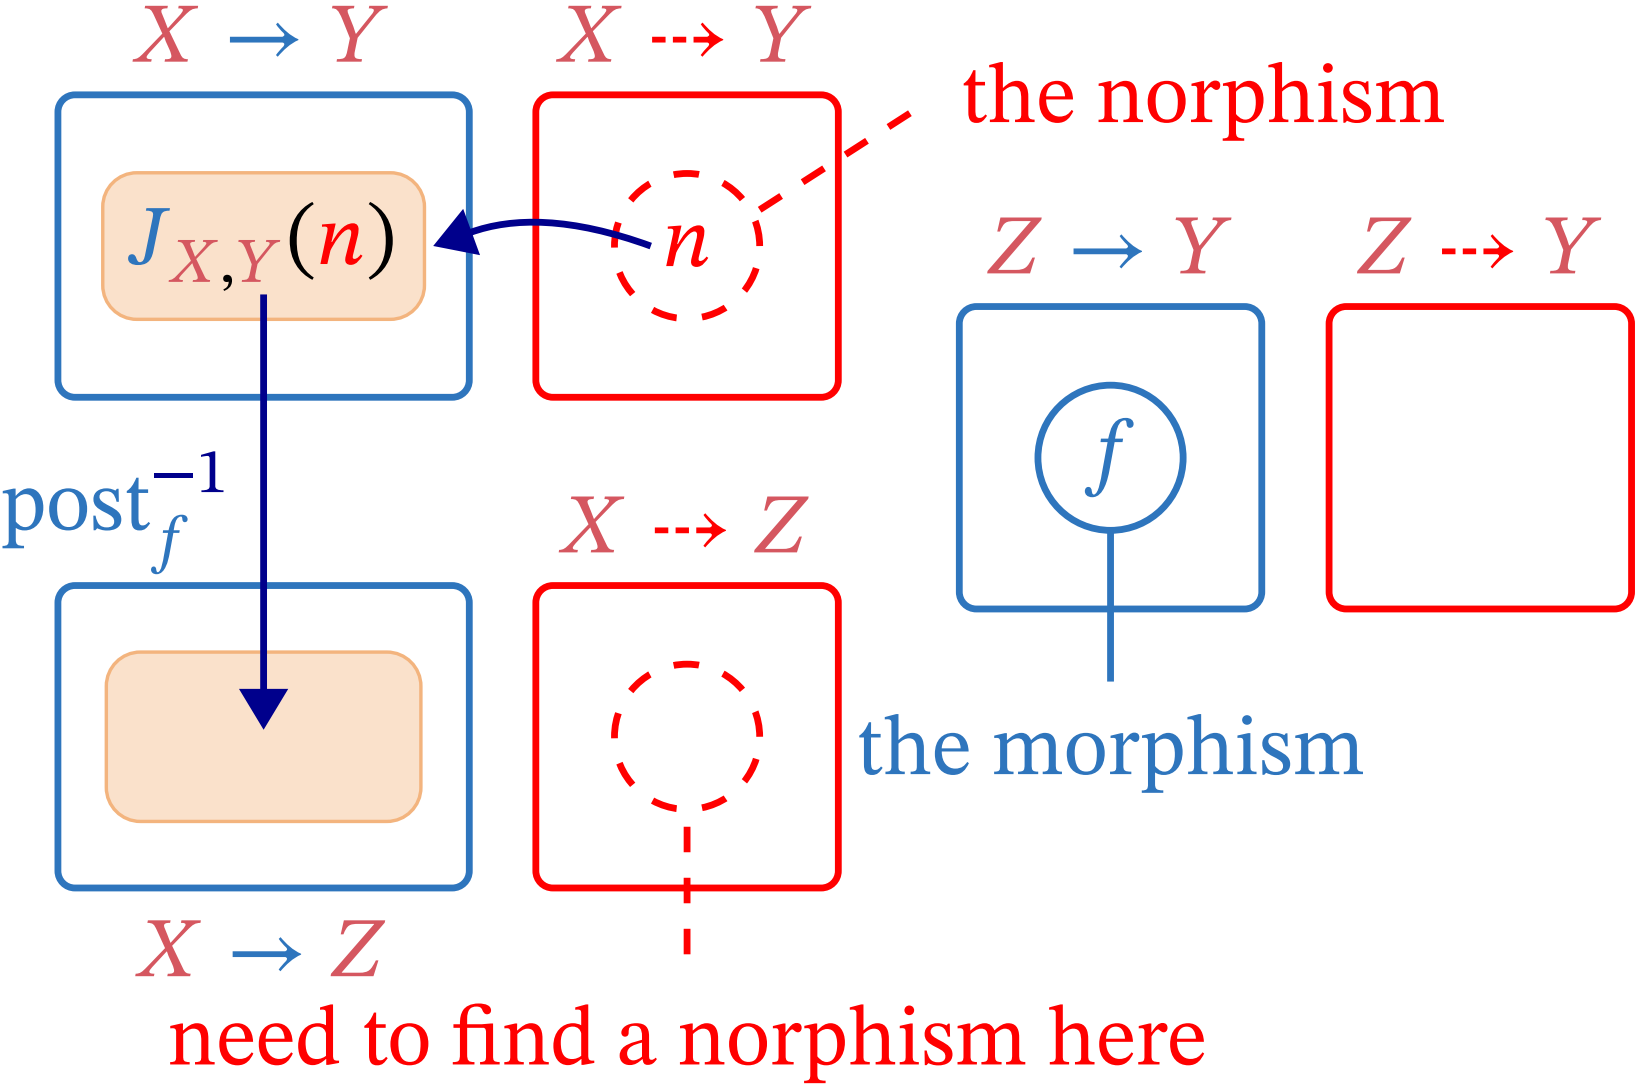 X → Y
X ⇢ Y
the norphism
J_{X,Y}(n)
n
Z → Y
Z ⇢ Y
f
post_f^{−1}
X ⇢ Z
the morphism
X → Z
need to find a norphism here